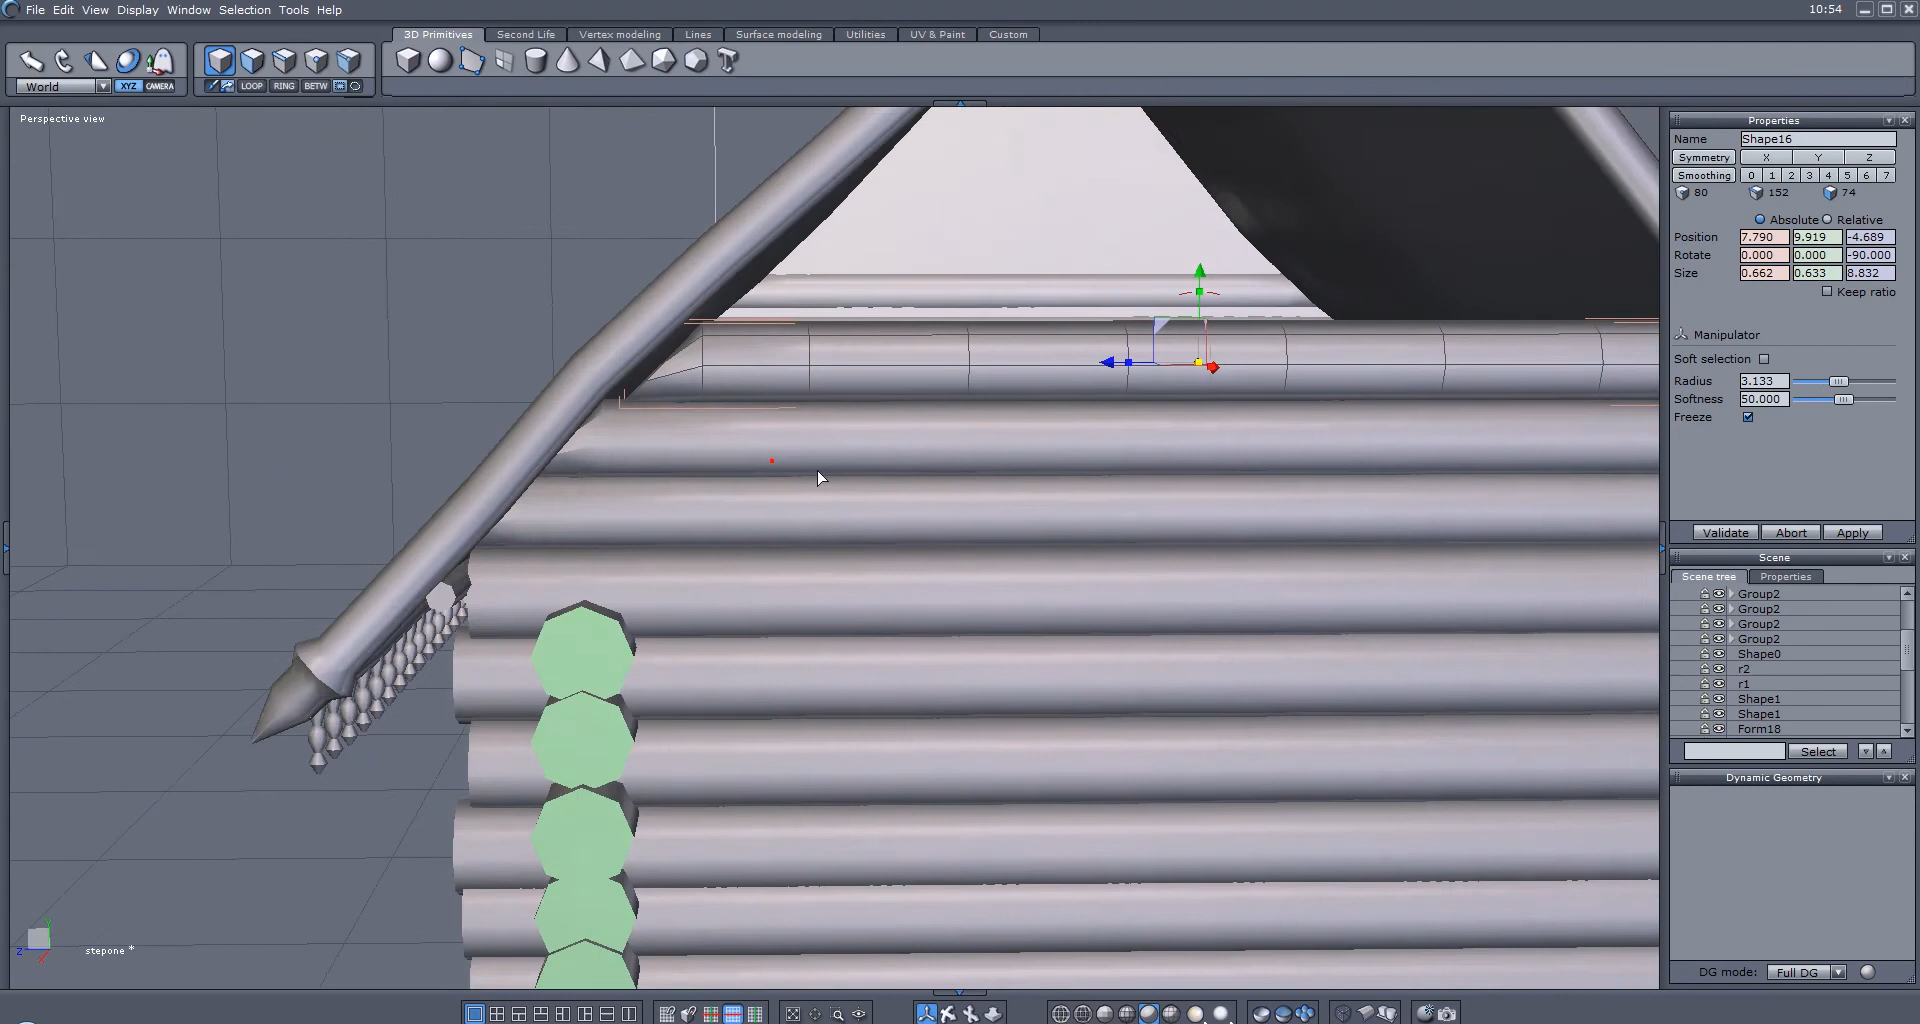 File Edit View Display Window Selection Tools Help
10:54
3D Primitives Second Life Vertex modeling Lines Surface modeling Utilities UV & Paint Custom
World XYZ CAMERA LOOP RING BETW
Perspective view
Properties
Name Shape16
Symmetry X Y Z
Smoothing 0 1 2 3 4 5 6 7
80 152 74
Absolute Relative
Position 7.790 9.919 -4.689
Rotate 0.000 0.000 -90.000
Size 0.662 0.633 8.832
Keep ratio
Manipulator
Soft selection
Radius 3.133
Softness 50.000
Freeze
Validate Abort Apply
Scene
Scene tree Properties
Group2
Group2
Group2
Group2
Shape0
r2
r1
Shape1
Shape1
Form18
Select
Dynamic Geometry
Y
Z X
stepone *
DG mode: Full DG